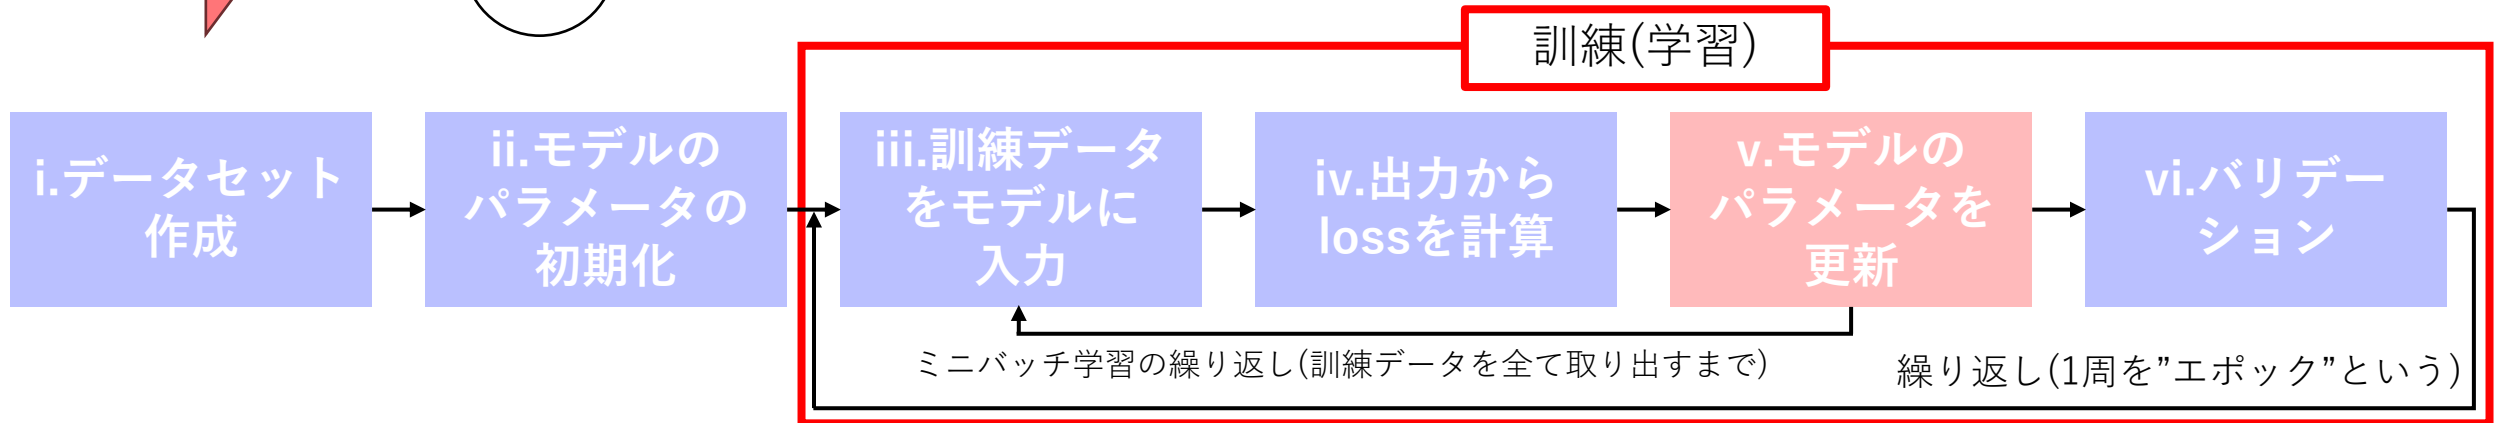 訓練(学習)
i.データセット
作成
ii.モデルの
パラメータの
初期化
iii.訓練データ
をモデルに
入力
iv.出力から
lossを計算
v.モデルの
パラメータを
更新
vi.バリデー
ション
ミニバッチ学習の繰り返し(訓練データを全て取り出すまで)
繰り返し(1周を”エポック”という)